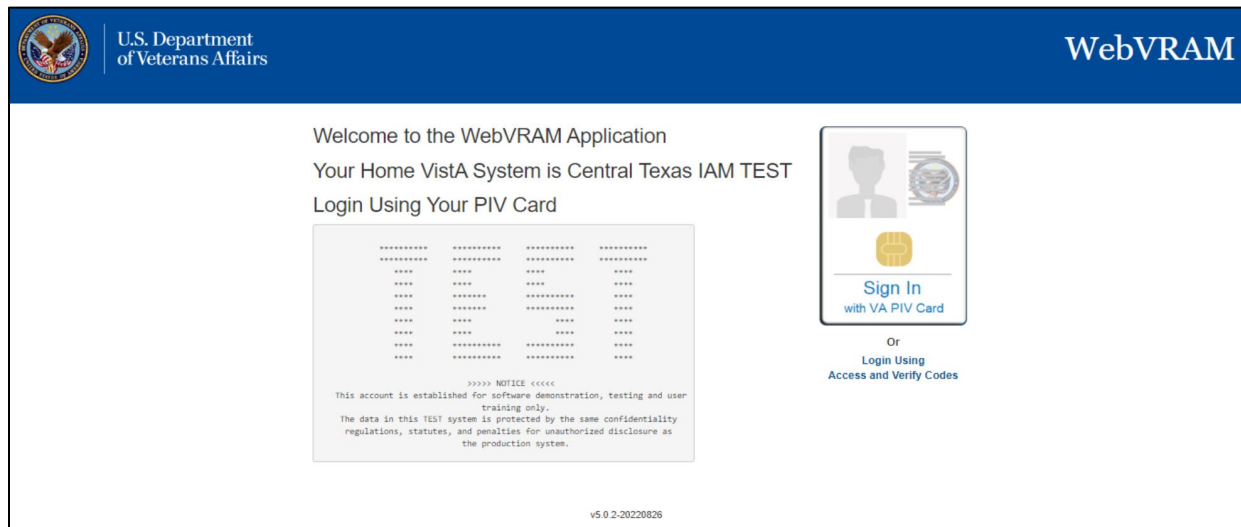 U.S. Department
of Veterans Affairs
WebVRAM
Welcome to the WebVRAM Application
Your Home VistA System is Central Texas IAM TEST
Login Using Your PIV Card
********** ********** ********** **********
********** ********** ********** **********
**** **** **** ****
**** **** **** ****
**** ******* ********** ****
**** ******* ********** ****
**** **** **** ****
**** **** **** ****
**** ********** ********** ****
**** ********** ********** ****
>>>>> NOTICE <<<<<
This account is established for software demonstration, testing and user
training only.
The data in this TEST system is protected by the same confidentiality
regulations, statutes, and penalties for unauthorized disclosure as
the production system.
Sign In
with VA PIV Card
Or
Login Using
Access and Verify Codes
v5.0.2-20220826